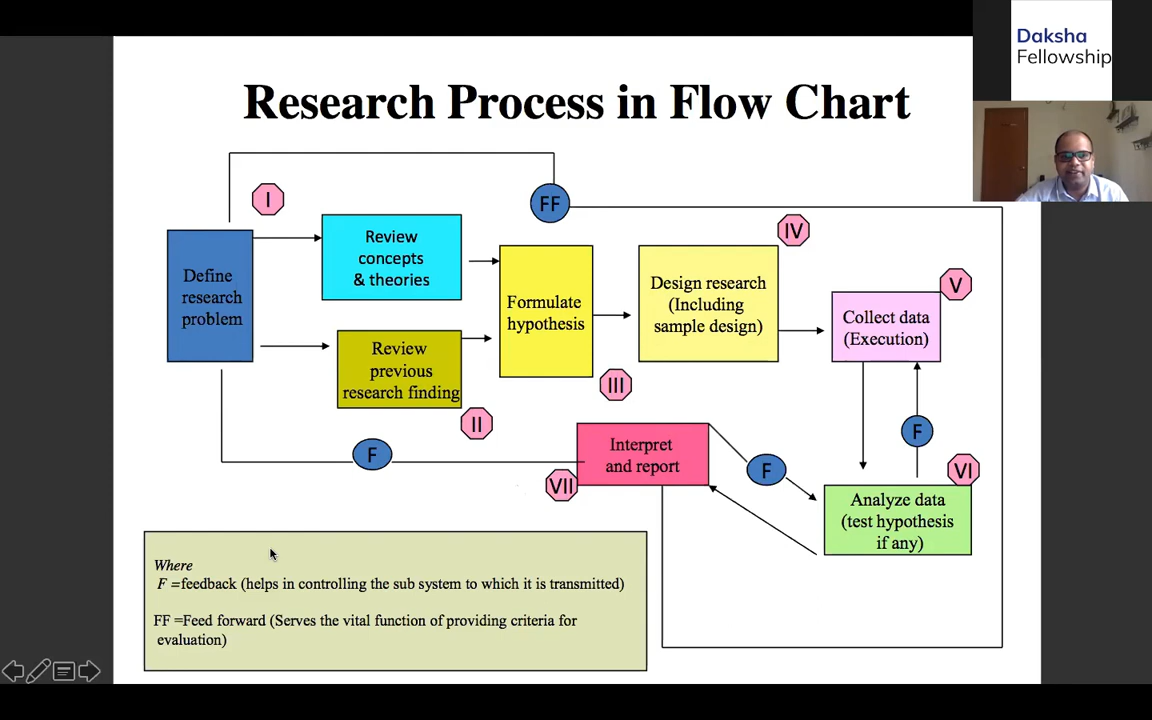 Daksha
Fellowship
Research Process in Flow Chart
I
FF
Review
concepts
& theories
IV
Define
research
problem
Formulate
hypothesis
Design research
(Including
sample design)
V
Collect data
(Execution)
Review
previous
research finding
III
II
F
F
Interpret
and report
F
VII
VI
Analyze data
(test hypothesis
if any)
Where
F =feedback (helps in controlling the sub system to which it is transmitted)
FF =Feed forward (Serves the vital function of providing criteria for
evaluation)